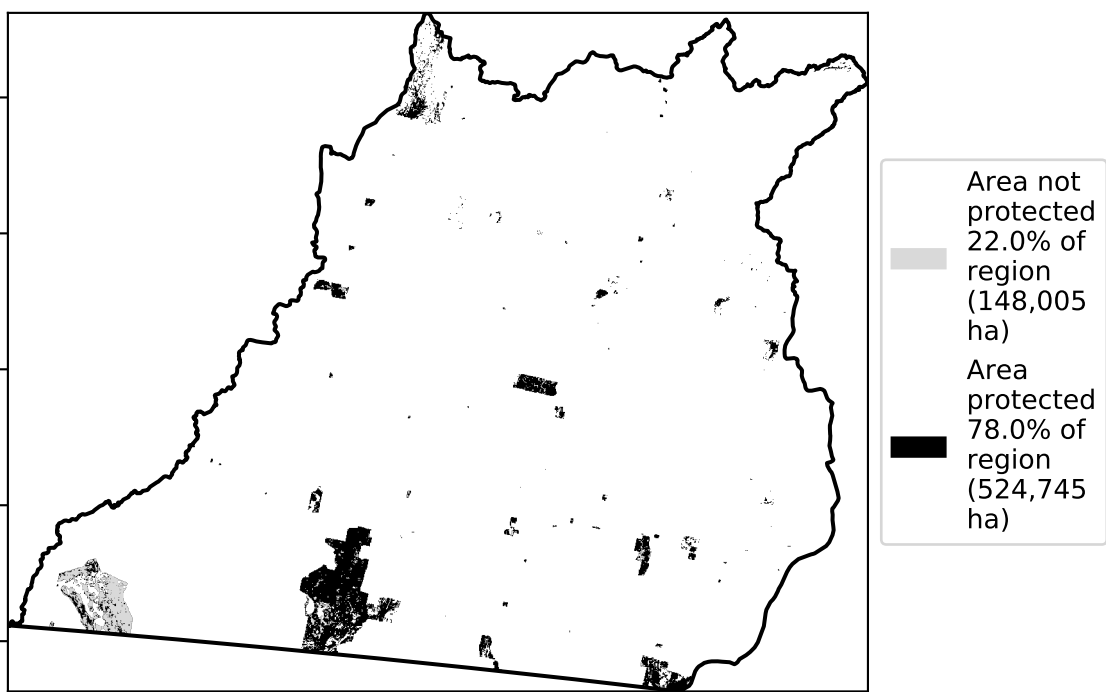 Area not
protected
22.0% of
region
(148,005
ha)
Area
protected
78.0% of
region
(524,745
ha)